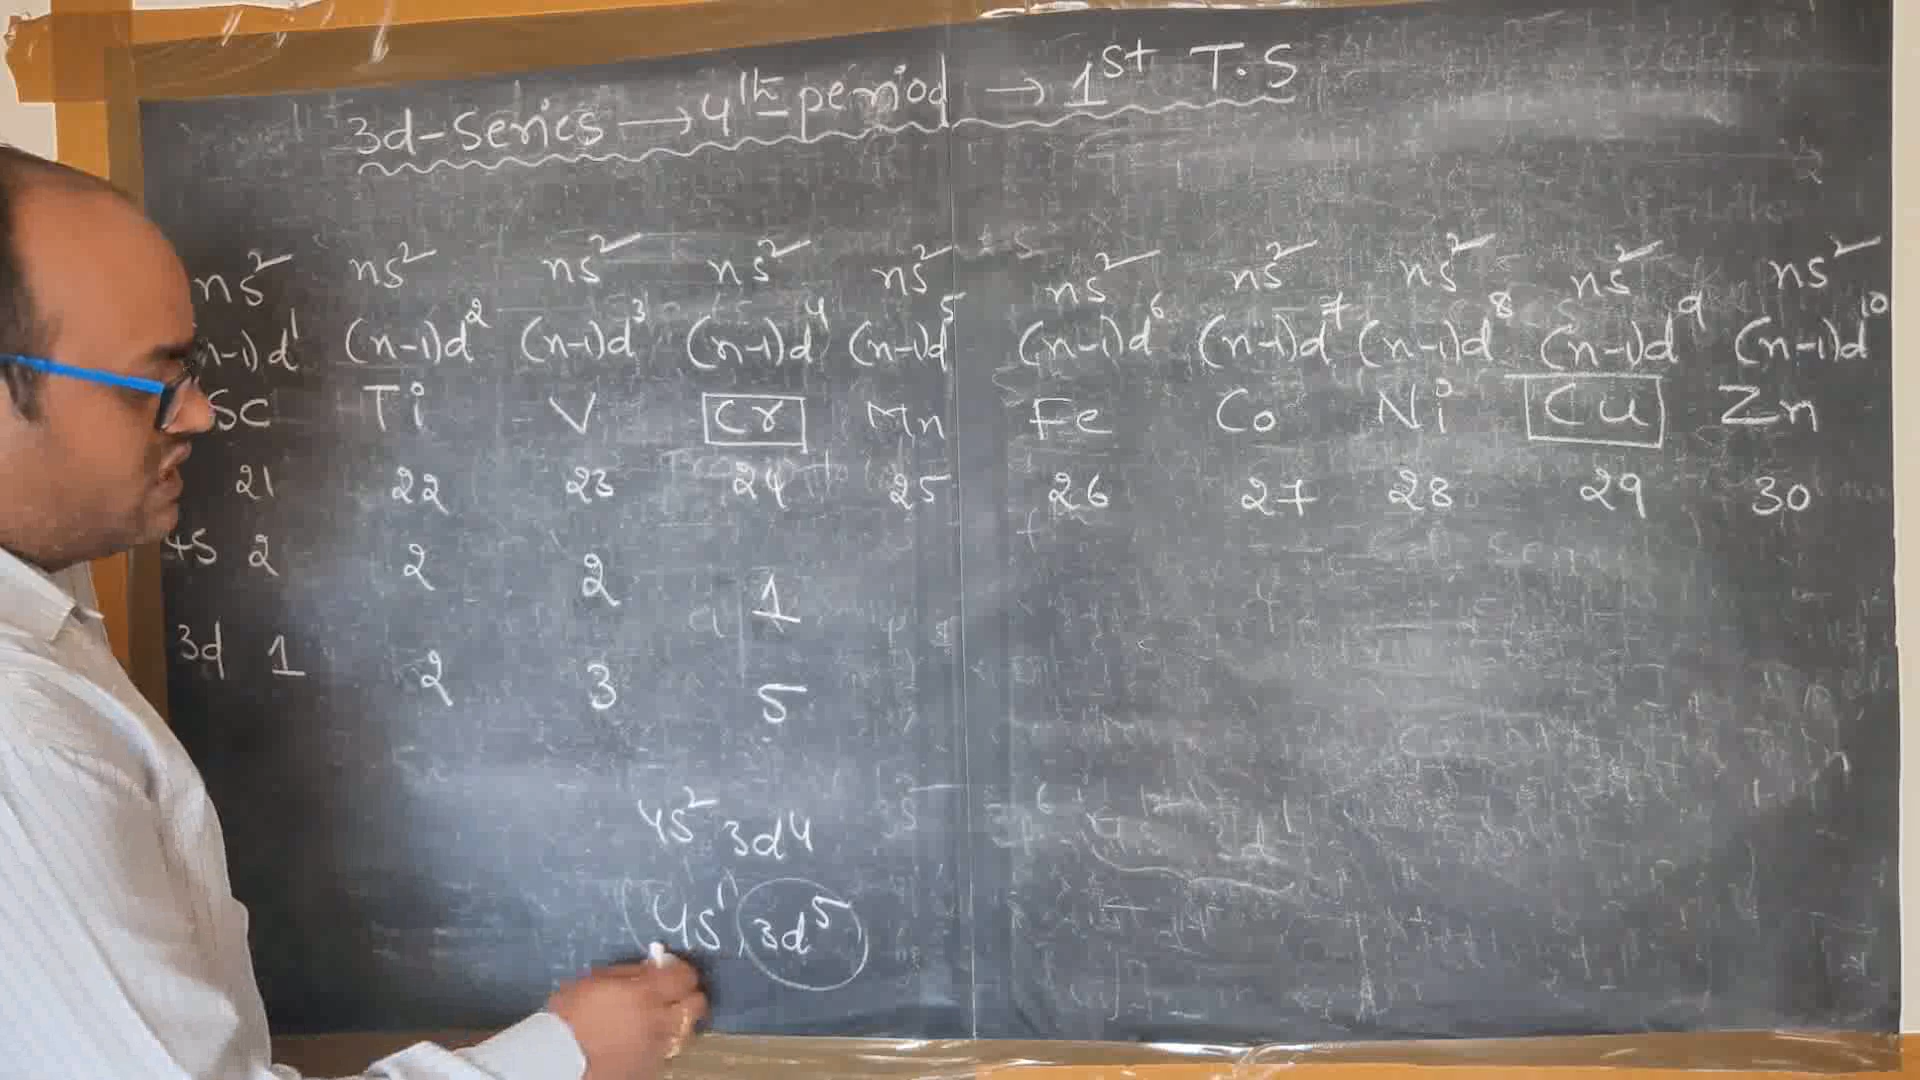 3d-Series → 4th period → 1st T.S
ns² ns² ns² ns² ns² ns² ns² ns² ns² ns²
n-1)d¹ (n-1)d² (n-1)d³ (n-1)d⁴ (n-1)d⁵ (n-1)d⁶ (n-1)d⁷ (n-1)d⁸ (n-1)d⁹ (n-1)d¹⁰
Sc Ti V Cr Mn Fe Co Ni Cu Zn
21 22 23 24 25 26 27 28 29 30
4S 2 2 2 1
3d 1 2 3 5
4S² 3d4
4S¹, 3d⁵